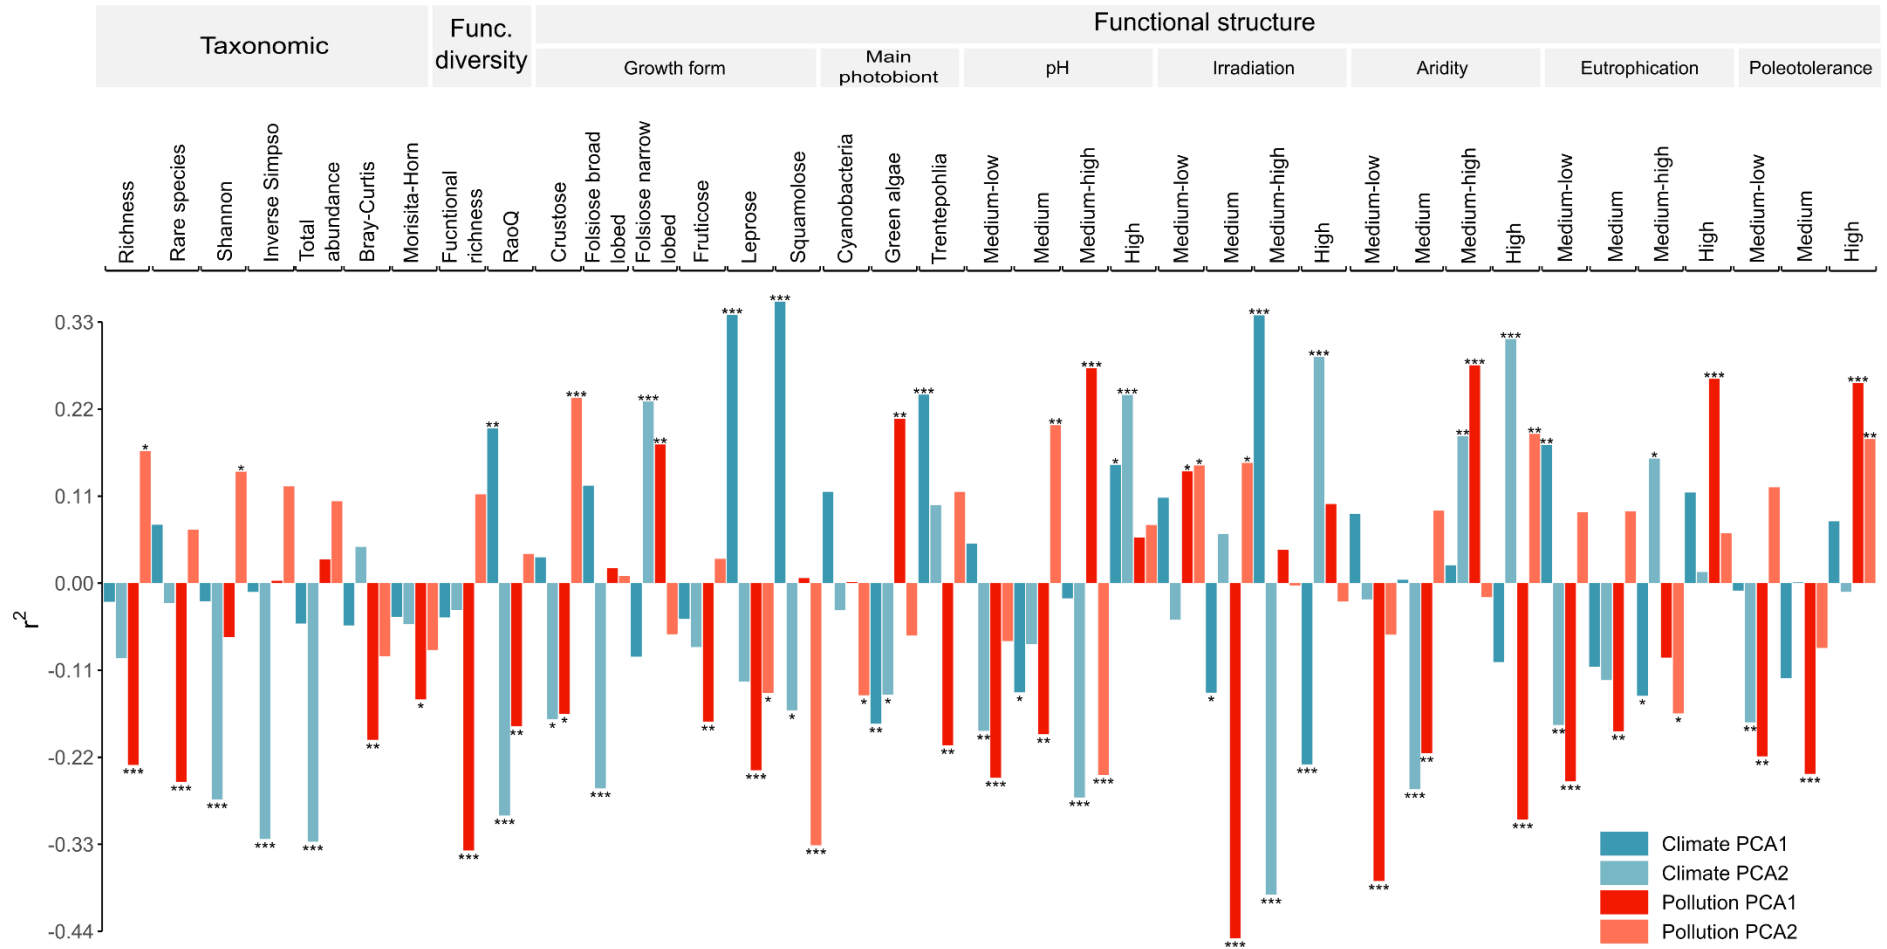 Taxonomic
Func.
diversity
Functional structure
Growth form
Main
photobiont
pH
Irradiation
Aridity
Eutrophication
Poleotolerance
Richness
Rare species
Shannon
Inverse Simpso
Total
abundance
Bray-Curtis
Morisita-Horn
Fucntional
richness
RaoQ
Crustose
Folsiose broad
lobed
Folsiose narrow
lobed
Fruticose
Leprose
Squamolose
Cyanobacteria
Green algae
Trentepohlia
Medium-low
Medium
Medium-high
High
Medium-low
Medium
Medium-high
High
Medium-low
Medium
Medium-high
High
Medium-low
Medium
Medium-high
High
Medium-low
Medium
High
0.33
0.22
0.11
0.00
-0.11
-0.22
-0.33
-0.44
r²
Climate PCA1
Climate PCA2
Pollution PCA1
Pollution PCA2